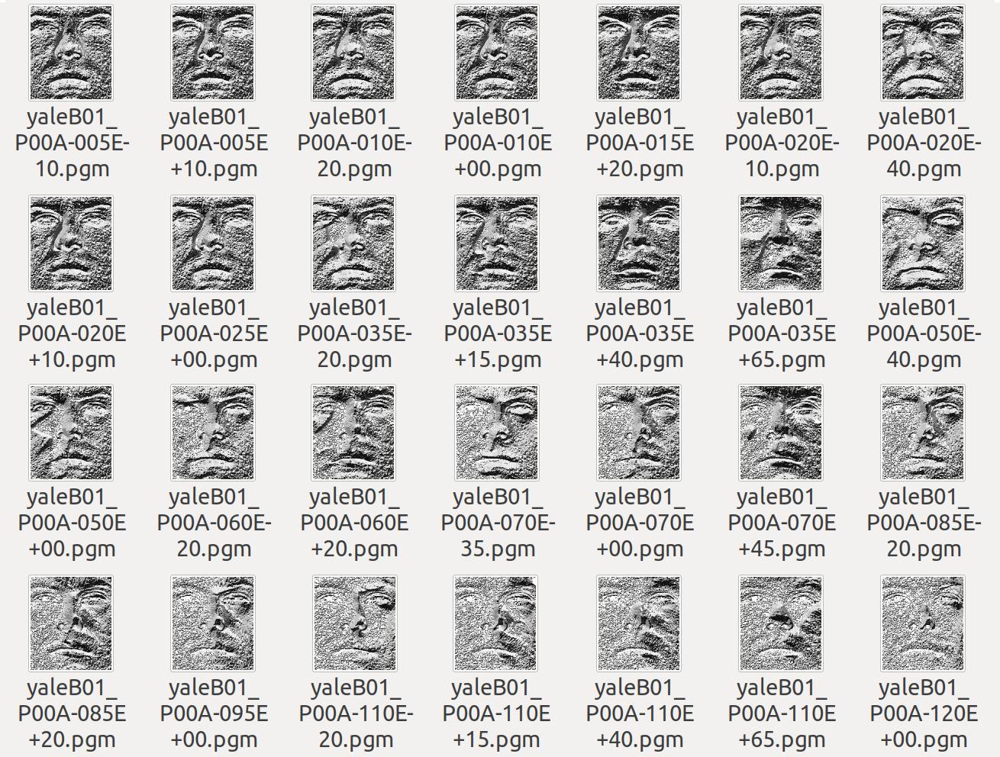 yaleB01_
P00A-005E-
10.pgm
yaleB01_
P00A-005E
+10.pgm
yaleB01_
P00A-010E-
20.pgm
yaleB01_
P00A-010E
+00.pgm
yaleB01_
P00A-015E
+20.pgm
yaleB01_
P00A-020E-
10.pgm
yaleB01_
P00A-020E-
40.pgm
yaleB01_
P00A-020E
+10.pgm
yaleB01_
P00A-025E
+00.pgm
yaleB01_
P00A-035E-
20.pgm
yaleB01_
P00A-035E
+15.pgm
yaleB01_
P00A-035E
+40.pgm
yaleB01_
P00A-035E
+65.pgm
yaleB01_
P00A-050E-
40.pgm
yaleB01_
P00A-050E
+00.pgm
yaleB01_
P00A-060E-
20.pgm
yaleB01_
P00A-060E
+20.pgm
yaleB01_
P00A-070E-
35.pgm
yaleB01_
P00A-070E
+00.pgm
yaleB01_
P00A-070E
+45.pgm
yaleB01_
P00A-085E-
20.pgm
yaleB01_
P00A-085E
+20.pgm
yaleB01_
P00A-095E
+00.pgm
yaleB01_
P00A-110E-
20.pgm
yaleB01_
P00A-110E
+15.pgm
yaleB01_
P00A-110E
+40.pgm
yaleB01_
P00A-110E
+65.pgm
yaleB01_
P00A-120E
+00.pgm